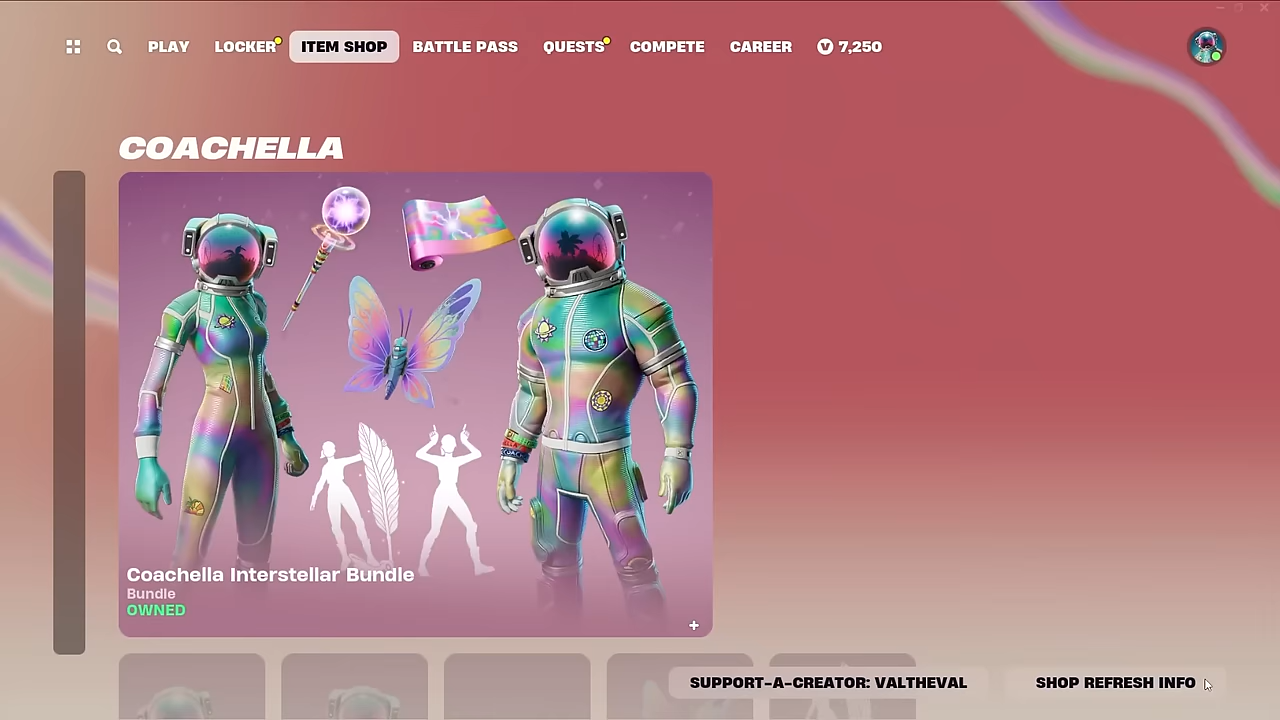 PLAY
LOCKER
ITEM SHOP
BATTLE PASS
QUESTS
COMPETE
CAREER
7,250
COACHELLA
Coachella Interstellar Bundle
Bundle
OWNED
SUPPORT-A-CREATOR: VALTHEVAL
SHOP REFRESH INFO